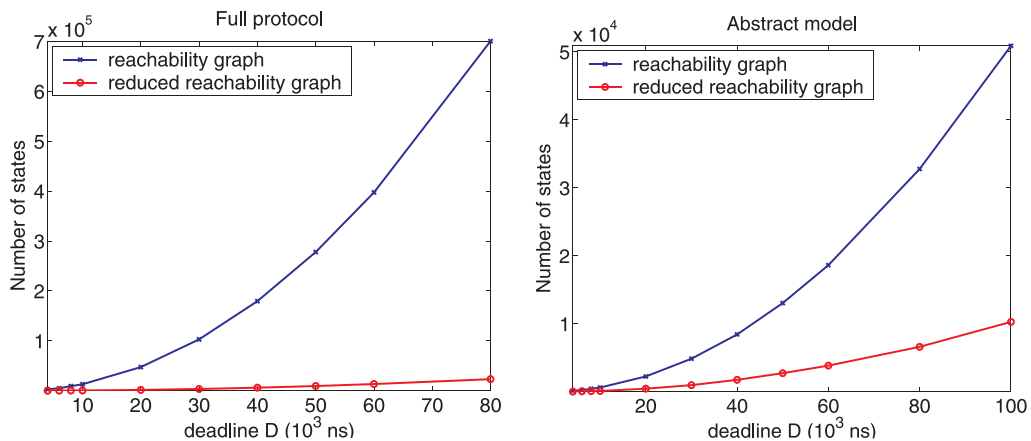 Full protocol
x 10^5
7
6
5
4
3
2
1
Number of states
reachability graph
reduced reachability graph
10 20 30 40 50 60 70 80
deadline D (10^3 ns)
Abstract model
x 10^4
5
4
3
2
1
Number of states
reachability graph
reduced reachability graph
20 40 60 80 100
deadline D (10^3 ns)